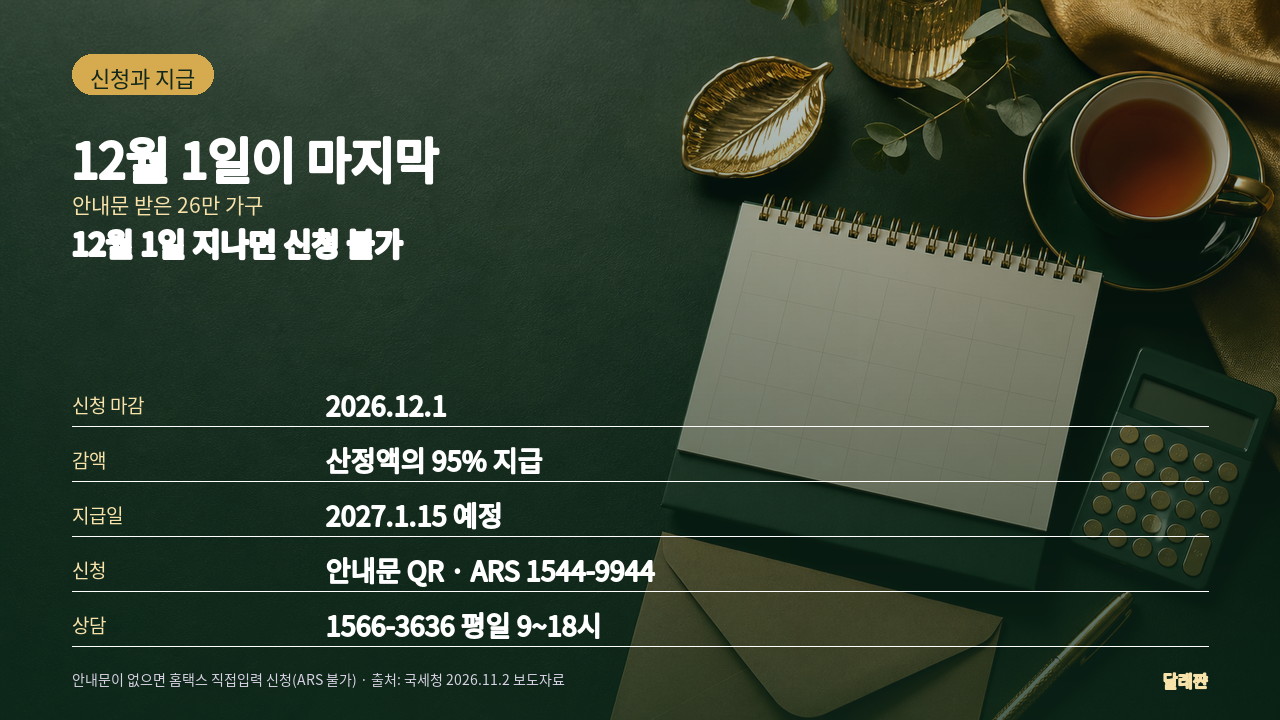 신청과 지급
12월 1일이 마지막
안내문 받은 26만 가구
12월 1일 지나면 신청 불가
신청 마감 2026.12.1
감액 산정액의 95% 지급
지급일 2027.1.15 예정
신청 안내문 QR · ARS 1544-9944
상담 1566-3636 평일 9~18시
안내문이 없으면 홈택스 직접입력 신청(ARS 불가) · 출처: 국세청 2026.11.2 보도자료
달레짠